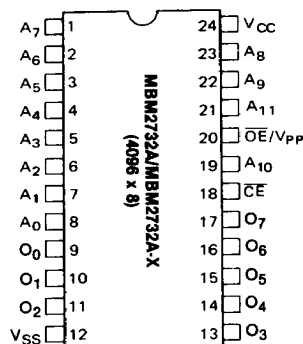 A7 1 24 VCC
A6 2 23 A8
A5 3 22 A9
A4 4 21 A11
A3 5 20 O̅E̅/VPP
A2 6 19 A10
A1 7 18 C̅E̅
A0 8 17 O7
O0 9 16 O6
O1 10 15 O5
O2 11 14 O4
VSS 12 13 O3
MBM2732A/MBM2732A-X
(4096 x 8)